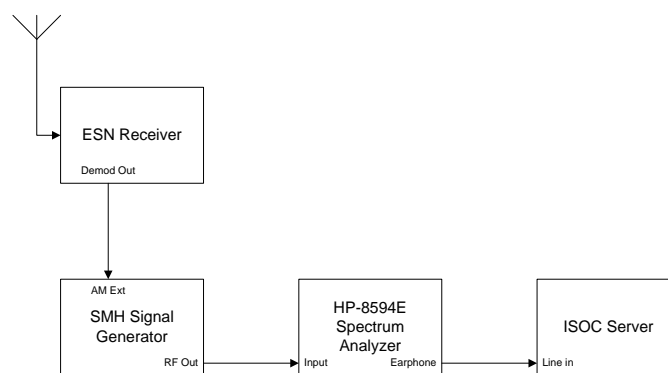 ESN Receiver
Demod Out
AM Ext
SMH Signal
Generator
RF Out
HP-8594E
Spectrum
Analyzer
Input
Earphone
ISOC Server
Line in